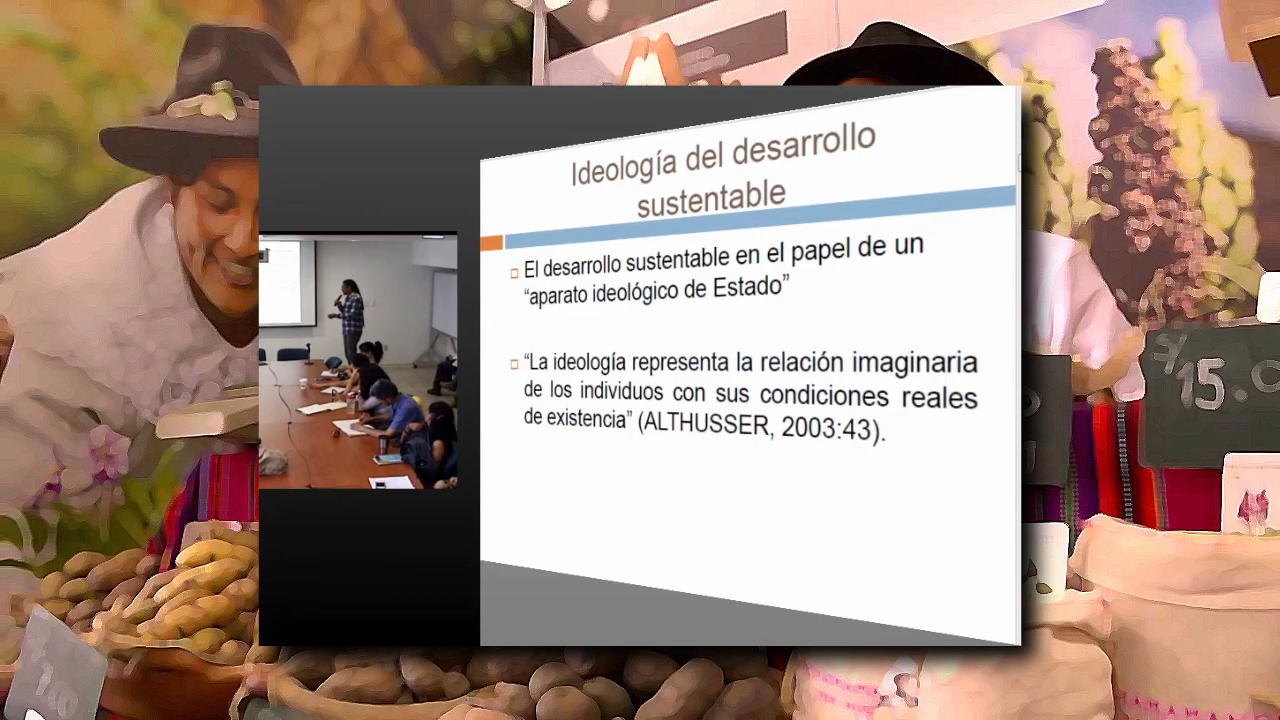 Ideología del desarrollo
sustentable
El desarrollo sustentable en el papel de un
“aparato ideológico de Estado”
“La ideología representa la relación imaginaria
de los individuos con sus condiciones reales
de existencia” (ALTHUSSER, 2003:43).
S/15.0